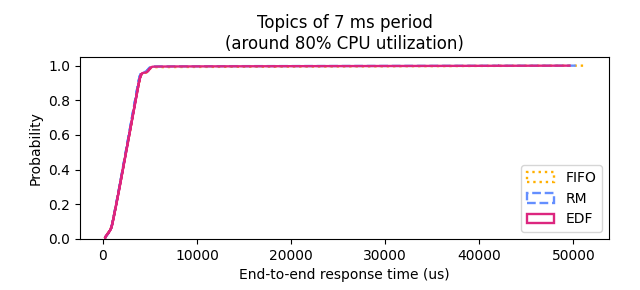 Topics of 7 ms period
(around 80% CPU utilization)
Probability
1.0
0.8
0.6
0.4
0.2
0.0
FIFO
RM
EDF
0 10000 20000 30000 40000 50000
End-to-end response time (us)